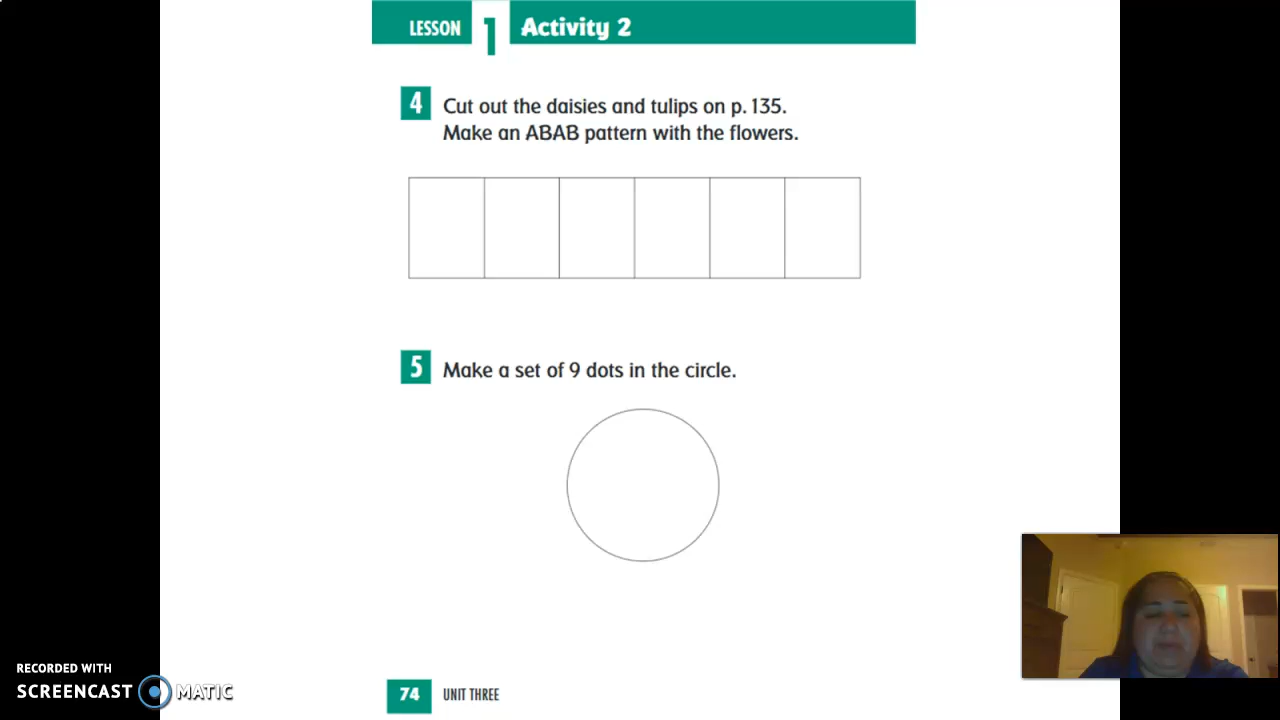 LESSON 1 Activity 2
4 Cut out the daisies and tulips on p. 135.
Make an ABAB pattern with the flowers.
5 Make a set of 9 dots in the circle.
RECORDED WITH
SCREENCAST MATIC
74 UNIT THREE